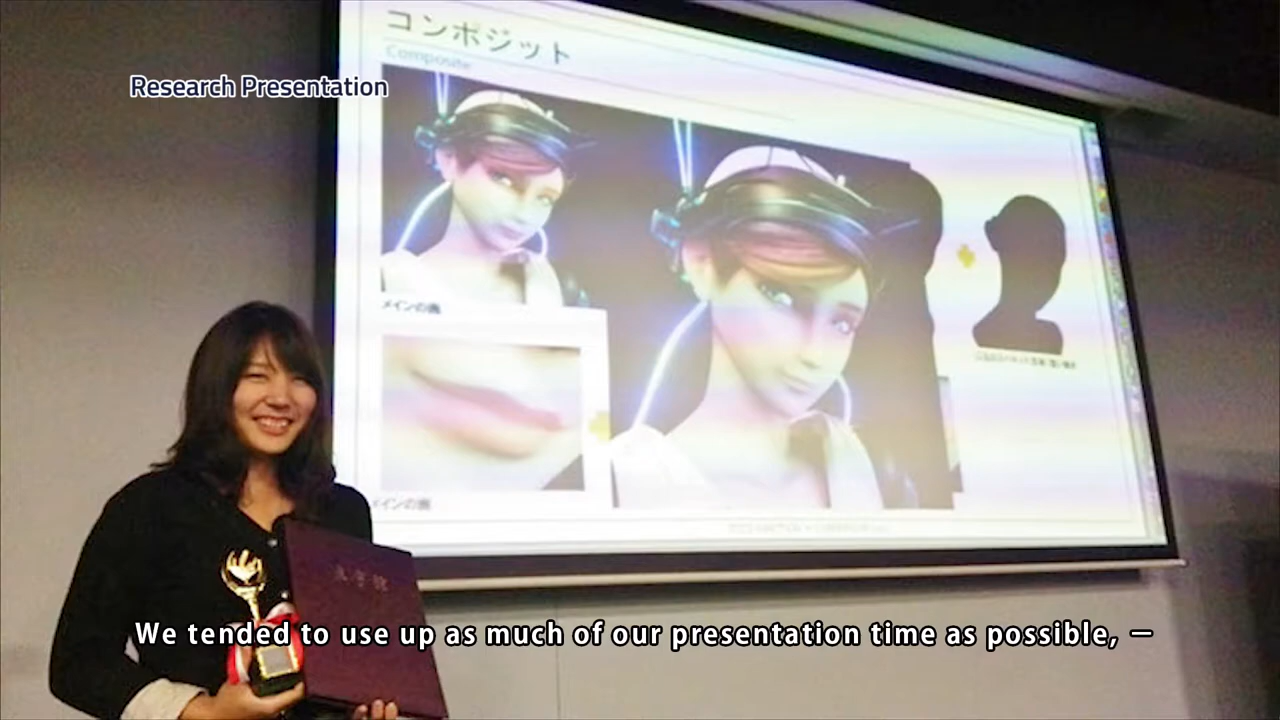 コンポジット
Composite
Research Presentation
メインの画
メインの画
We tended to use up as much of our presentation time as possible, —